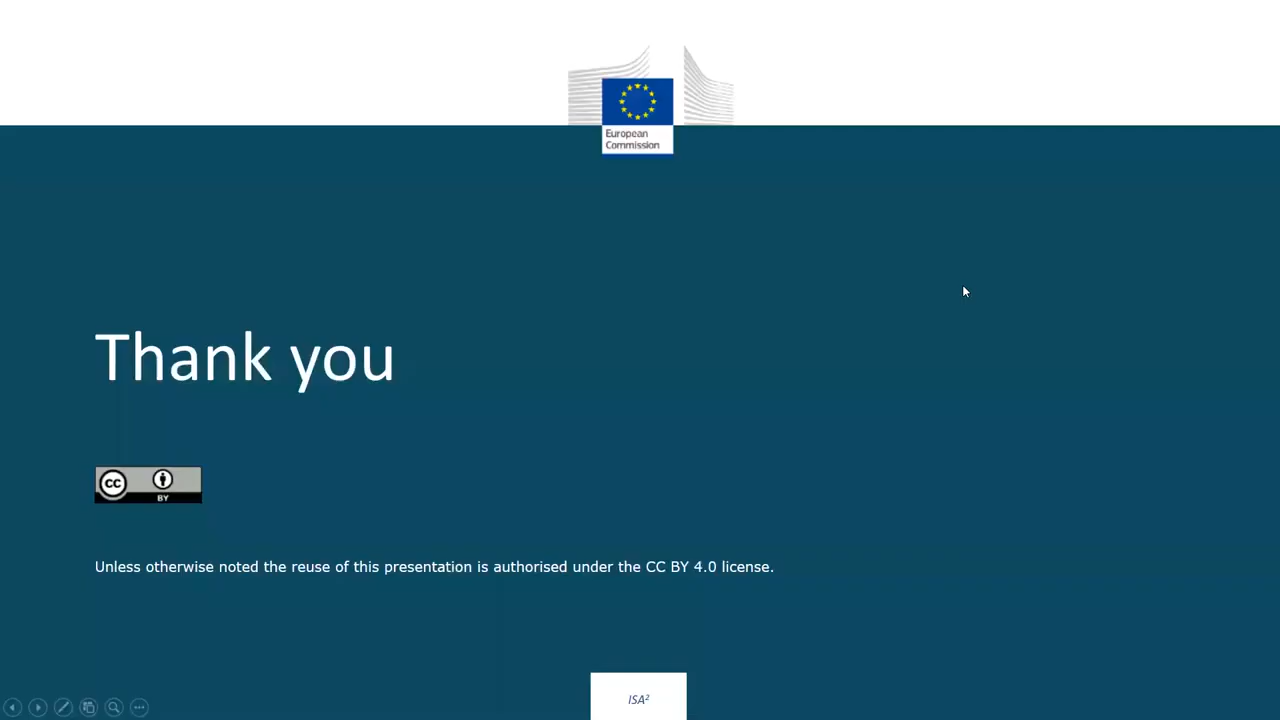 European
Commission
Thank you
cc
BY
Unless otherwise noted the reuse of this presentation is authorised under the CC BY 4.0 license.
ISA²